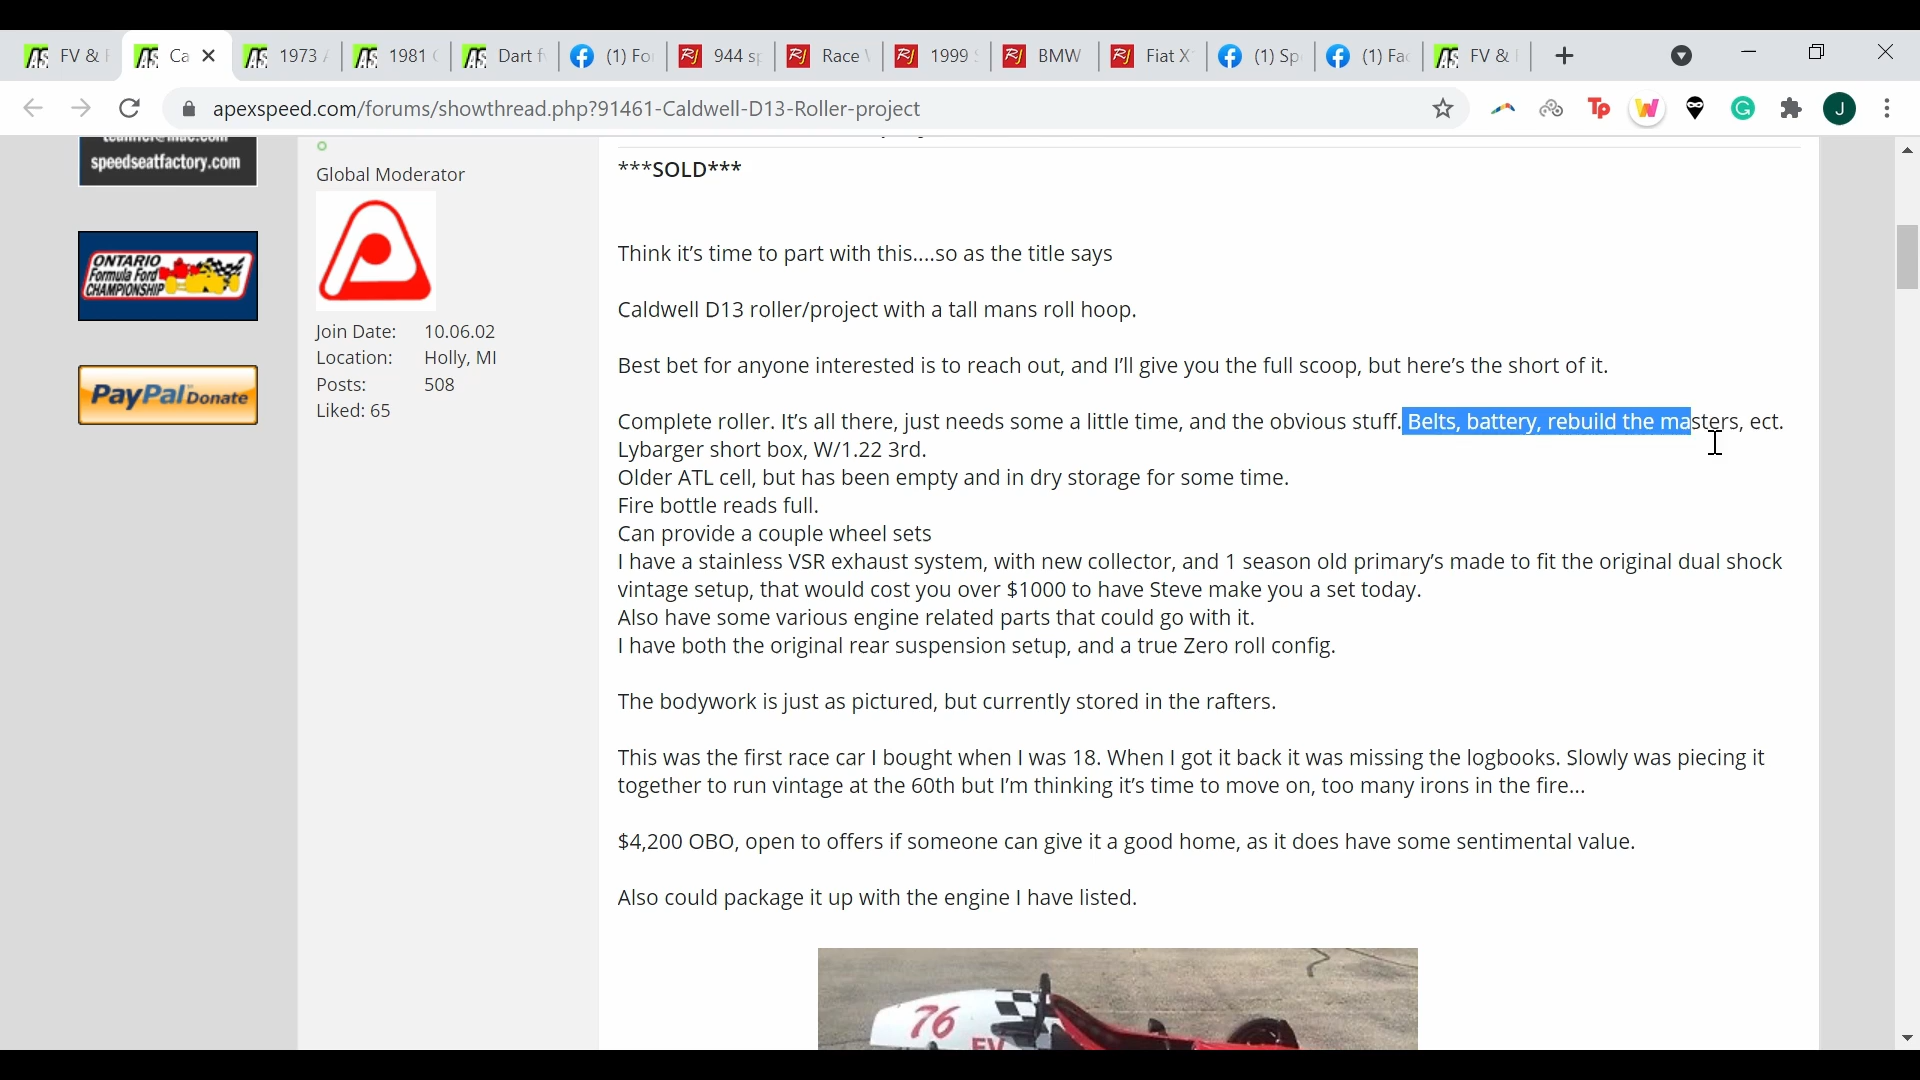 FV & F
Ca
1973 A
1981 C
Dart fv
(1) Fo
944 sp
Race V
1999 S
BMW
Fiat X
(1) Sp
(1) Fac
FV &
apexspeed.com/forums/showthread.php?91461-Caldwell-D13-Roller-project
Tp
W
G
J
speedseatfactory.com
ONTARIO
Formula Ford
CHAMPIONSHIP
PayPal Donate
Global Moderator
Join Date: 10.06.02
Location: Holly, MI
Posts: 508
Liked: 65
***SOLD***
Think it’s time to part with this....so as the title says
Caldwell D13 roller/project with a tall mans roll hoop.
Best bet for anyone interested is to reach out, and I’ll give you the full scoop, but here’s the short of it.
Complete roller. It’s all there, just needs some a little time, and the obvious stuff. Belts, battery, rebuild the masters, ect.
Lybarger short box, W/1.22 3rd.
Older ATL cell, but has been empty and in dry storage for some time.
Fire bottle reads full.
Can provide a couple wheel sets
I have a stainless VSR exhaust system, with new collector, and 1 season old primary’s made to fit the original dual shock
vintage setup, that would cost you over $1000 to have Steve make you a set today.
Also have some various engine related parts that could go with it.
I have both the original rear suspension setup, and a true Zero roll config.
The bodywork is just as pictured, but currently stored in the rafters.
This was the first race car I bought when I was 18. When I got it back it was missing the logbooks. Slowly was piecing it
together to run vintage at the 60th but I’m thinking it’s time to move on, too many irons in the fire...
$4,200 OBO, open to offers if someone can give it a good home, as it does have some sentimental value.
Also could package it up with the engine I have listed.
76
FV